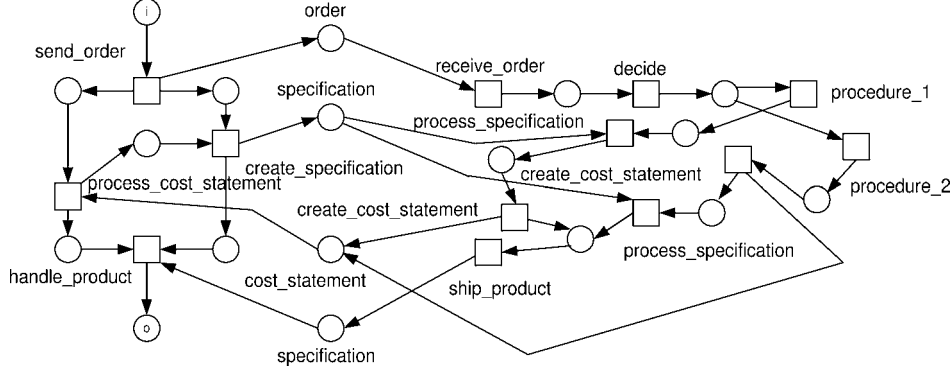 i
order
send_order
receive_order
decide
specification
procedure_1
process_specification
create_specification
process_cost_statement
create_cost_statement
procedure_2
create_cost_statement
process_specification
handle_product
cost_statement
ship_product
o
specification